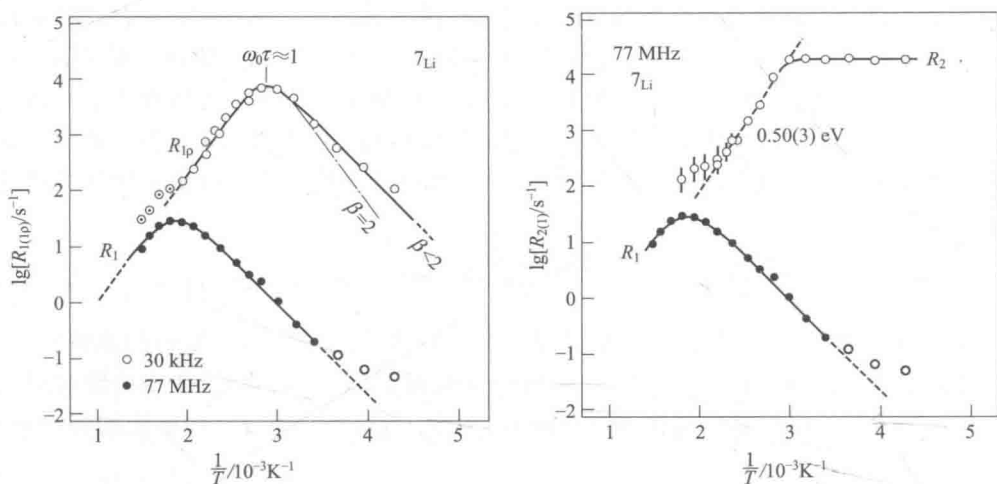 5
4
3
2
1
0
−1
−2
lg[R₁₍₁ρ₎/s⁻¹]
ω₀τ≈1
7Li
R₁ρ
β=2
β<2
R₁
○ 30 kHz
● 77 MHz
1 2 3 4 5
1/T /10⁻³K⁻¹
5
4
3
2
1
0
−1
−2
lg[R₂₍₁₎/s⁻¹]
77 MHz
7Li
R₂
0.50(3) eV
R₁
1 2 3 4 5
1/T /10⁻³K⁻¹